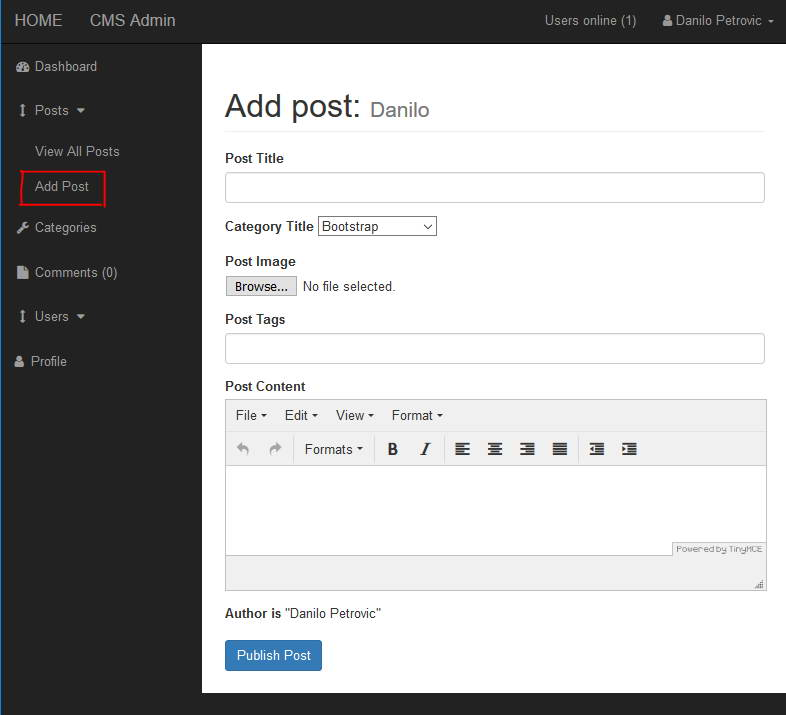 HOME CMS Admin Users online (1) Danilo Petrovic
Dashboard
Posts
View All Posts
Add Post
Categories
Comments (0)
Users
Profile
Add post: Danilo
Post Title
Category Title Bootstrap
Post Image
Browse... No file selected.
Post Tags
Post Content
File Edit View Format
Formats B I
Powered by TinyMCE
Author is "Danilo Petrovic"
Publish Post